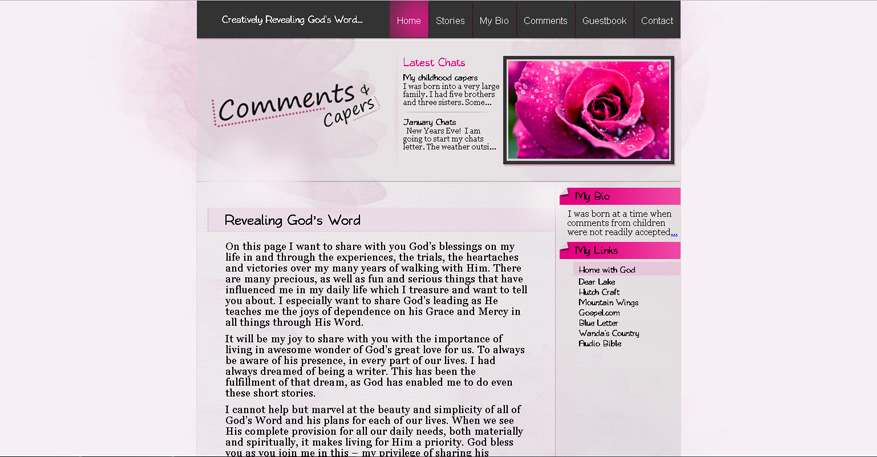 Creatively Revealing God's Word...
Home Stories My Bio Comments Guestbook Contact
Comments &
Capers
Latest Chats
My childhood capers
I was born into a very large
family. I had five brothers
and three sisters. Some...
January Chats
New Years Eve! I am
going to start my chats
letter. The weather outsi...
Revealing God's Word
On this page I want to share with you God's blessings on my
life in and through the experiences, the trials, the heartaches
and victories over my many years of walking with Him. There
are many precious, as well as fun and serious things that have
influenced me in my daily life which I treasure and want to tell
you about. I especially want to share God's leading as He
teaches me the joys of dependence on his Grace and Mercy in
all things through His Word.
It will be my joy to share with you with the importance of
living in awesome wonder of God's great love for us. To always
be aware of his presence, in every part of our lives. I had
always dreamed of being a writer. This has been the
fulfillment of that dream, as God has enabled me to do even
these short stories.
I cannot help but marvel at the beauty and simplicity of all of
God's Word and his plans for each of our lives. When we see
His complete provision for all our daily needs, both materially
and spiritually, it makes living for Him a priority. God bless
you as you join me in this – my privilege of sharing his
My Bio
I was born at a time when
comments from children
were not readily accepted...
My Links
Home with God
Dear Lake
Hutch Craft
Mountain Wings
Gospel.com
Blue Letter
Wanda's Country
Audio Bible